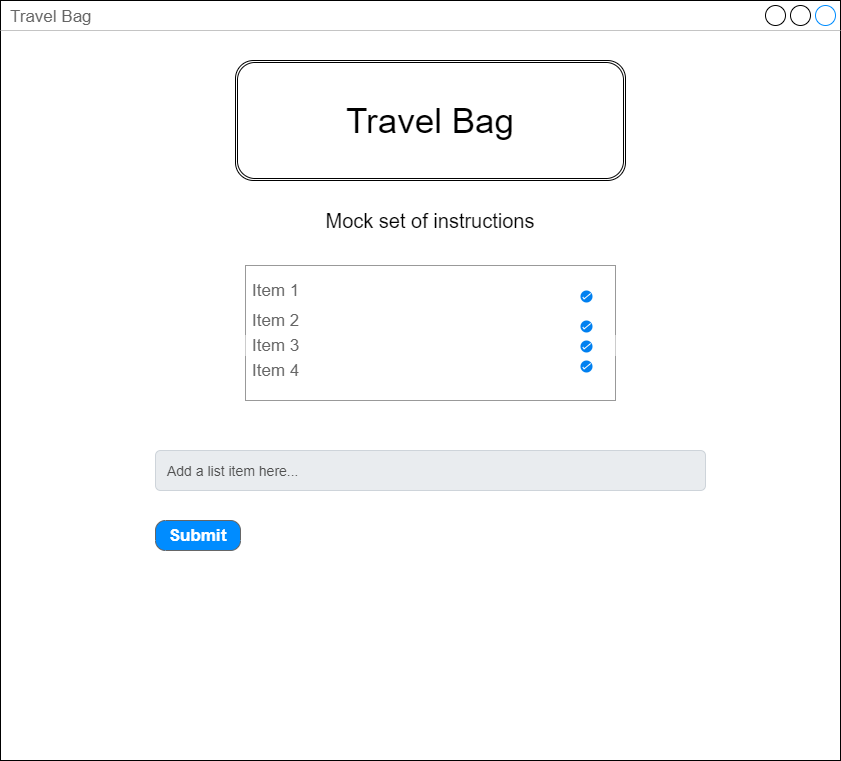 Travel Bag
Travel Bag
Mock set of instructions
Item 1
Item 2
Item 3
Item 4
Add a list item here...
Submit